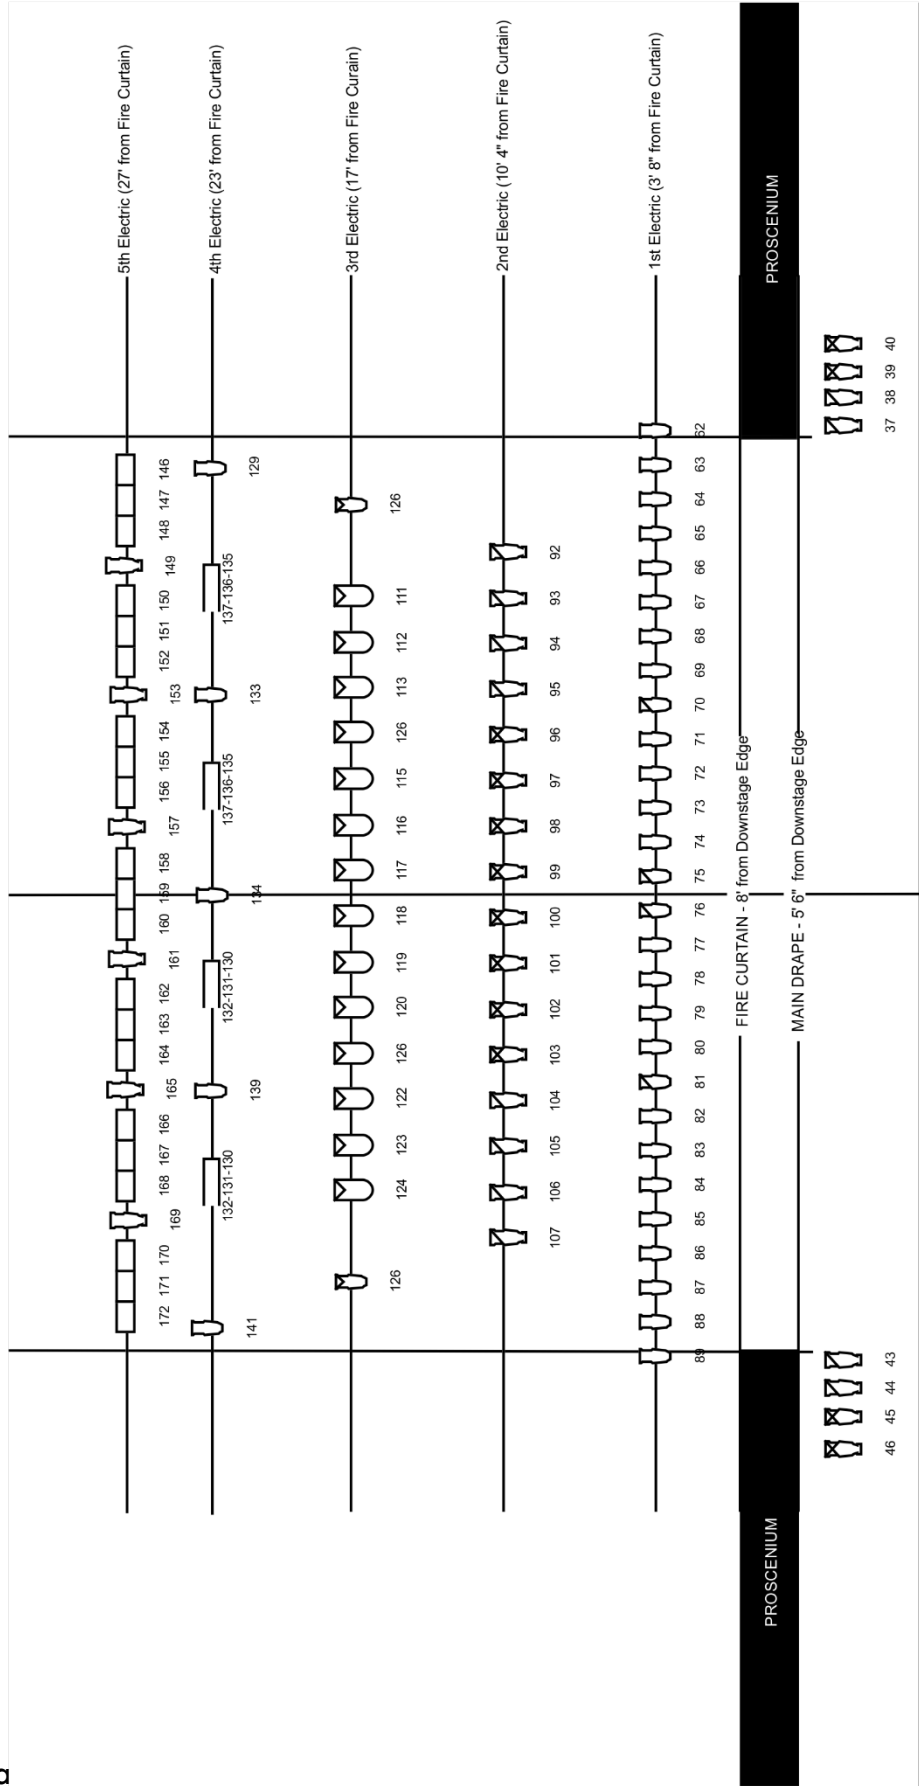 5th Electric (27' from Fire Curtain)
172 171 170 169 168 167 166 165 164 163 162 161 160 159 158 157 156 155 154 153 152 151 150 149 148 147 146
4th Electric (23' from Fire Curtain)
132-131-130 132-131-130 137-136-135 137-136-135
141 139 134 133 129
3rd Electric (17' from Fire Curain)
126 124 123 122 126 120 119 118 117 116 115 126 113 112 111 126
2nd Electric (10' 4" from Fire Curtain)
107 106 105 104 103 102 101 100 99 98 97 96 95 94 93 92
1st Electric (3' 8" from Fire Curtain)
89 88 87 86 85 84 83 82 81 80 79 78 77 76 75 74 73 72 71 70 69 68 67 66 65 64 63 62
FIRE CURTAIN - 8' from Downstage Edge
PROSCENIUM PROSCENIUM
MAIN DRAPE - 5' 6" from Downstage Edge
46 45 44 43 37 38 39 40